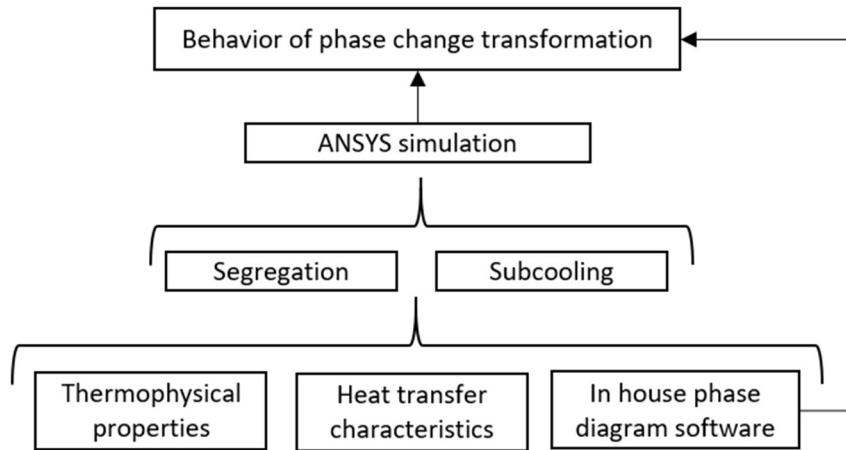 Behavior of phase change transformation
ANSYS simulation
Segregation
Subcooling
Thermophysical
properties
Heat transfer
characteristics
In house phase
diagram software